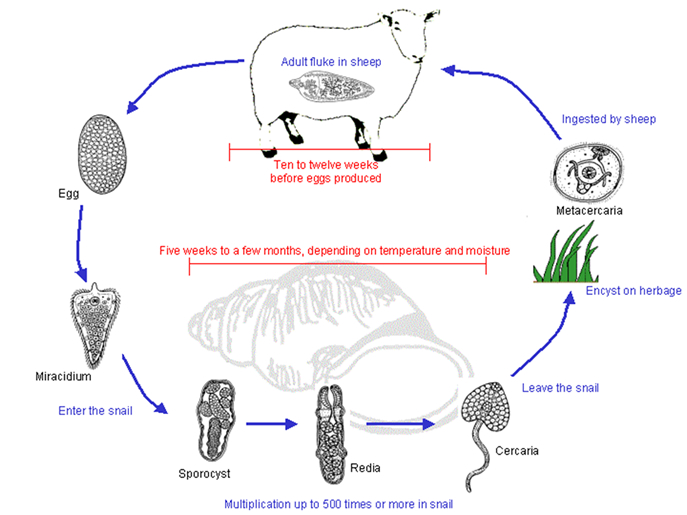 Adult fluke in sheep
Ingested by sheep
Ten to twelve weeks
before eggs produced
Egg
Metacercaria
Five weeks to a few months, depending on temperature and moisture
Encyst on herbage
Miracidium
Leave the snail
Enter the snail
Cercaria
Sporocyst
Redia
Multiplication up to 500 times or more in snail